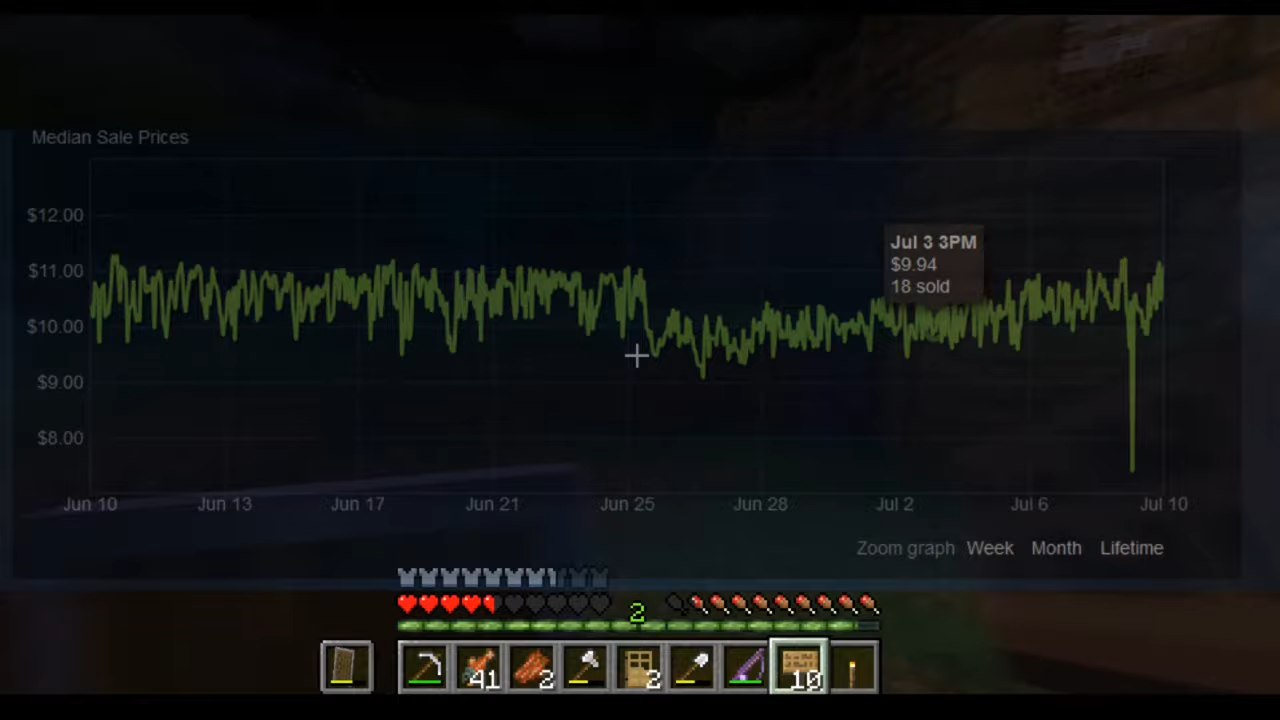 Median Sale Prices
$12.00
$11.00
$10.00
$9.00
$8.00
Jul 3 3PM
$9.94
18 sold
Jun 10 Jun 13 Jun 17 Jun 21 Jun 25 Jun 28 Jul 2 Jul 6 Jul 10
Zoom graph Week Month Lifetime
2
41 2 2 10